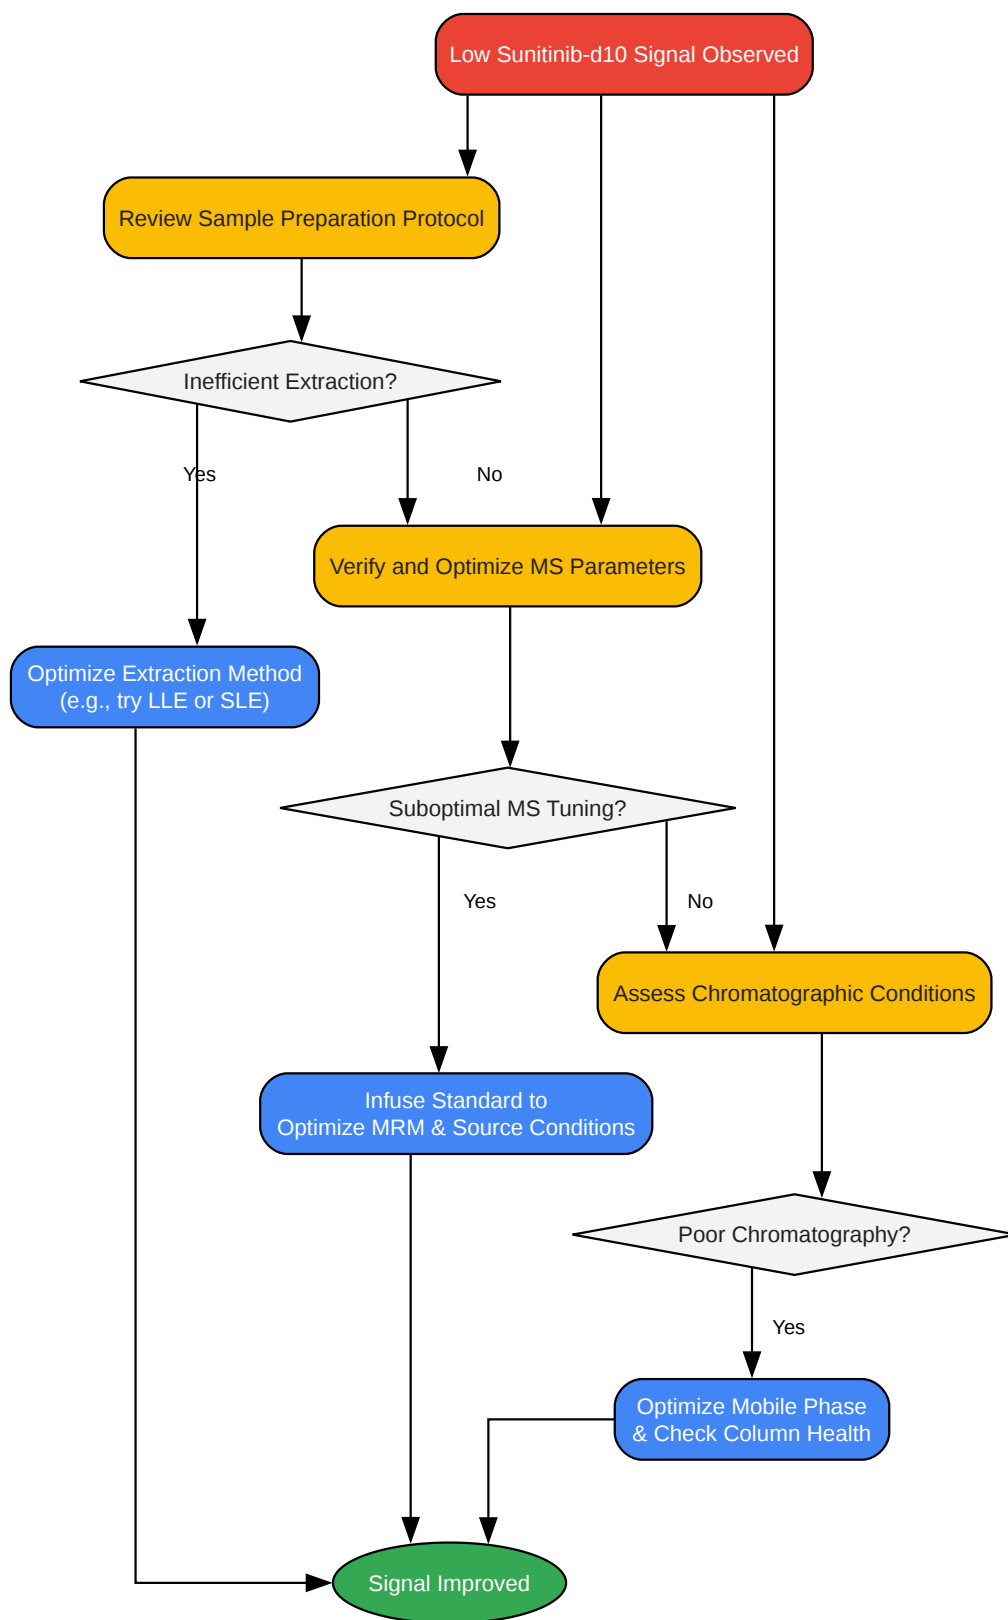 Low Sunitinib-d10 Signal Observed
Review Sample Preparation Protocol
Inefficient Extraction?
Yes
No
Verify and Optimize MS Parameters
Optimize Extraction Method
(e.g., try LLE or SLE)
Suboptimal MS Tuning?
Yes
No
Assess Chromatographic Conditions
Infuse Standard to
Optimize MRM & Source Conditions
Poor Chromatography?
Yes
Optimize Mobile Phase
& Check Column Health
Signal Improved